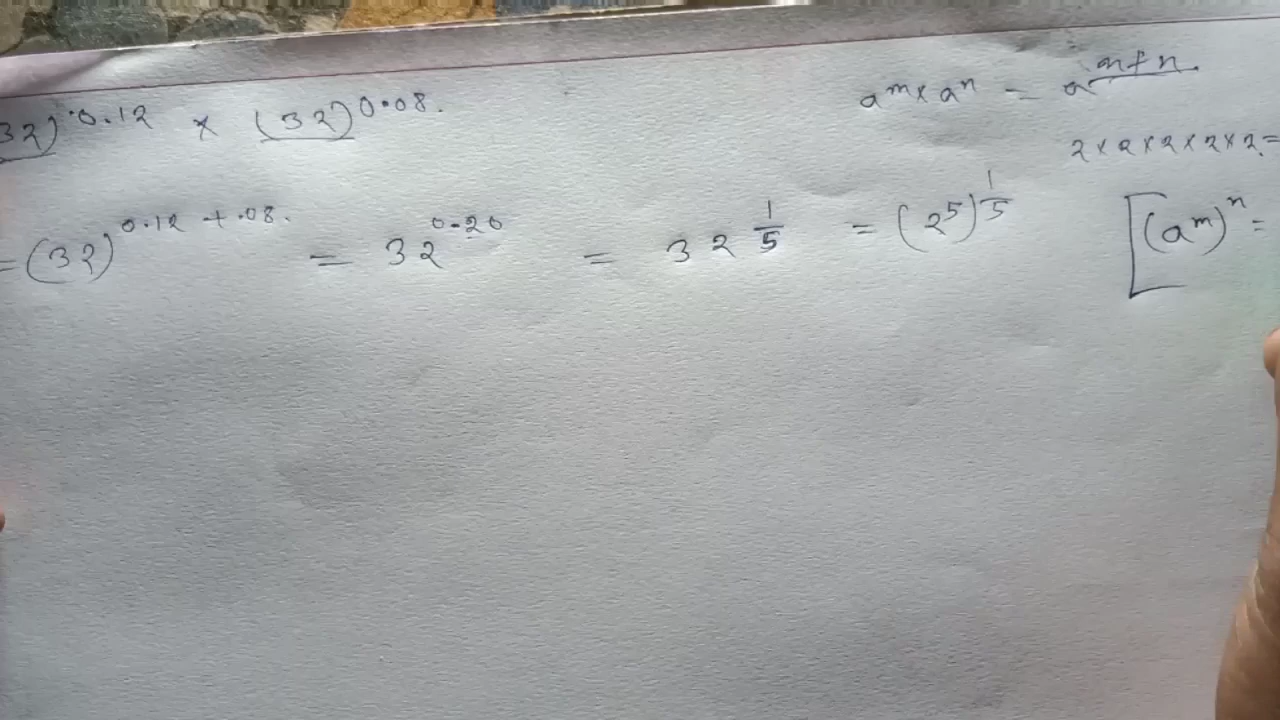 32)^0.12 × (32)^0.08. a^m × a^n = a^m+n
2×2×2×2×2=
=(32)^0.12 + .08. = 32^0.20 = 32^1/5 = (2^5)^1/5 [(a^m)^n =